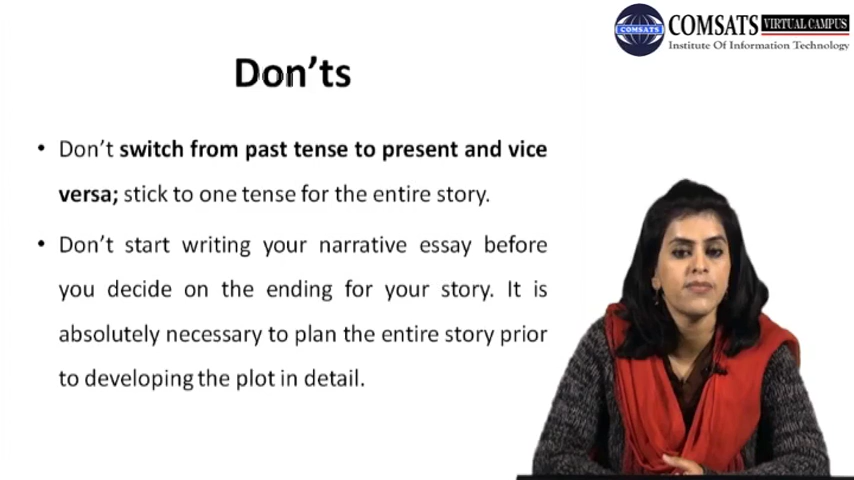 COMSATS VIRTUAL CAMPUS
COMSATS
Institute Of Information Technology
Don'ts
• Don't switch from past tense to present and vice
versa; stick to one tense for the entire story.
• Don't start writing your narrative essay before
you decide on the ending for your story. It is
absolutely necessary to plan the entire story prior
to developing the plot in detail.